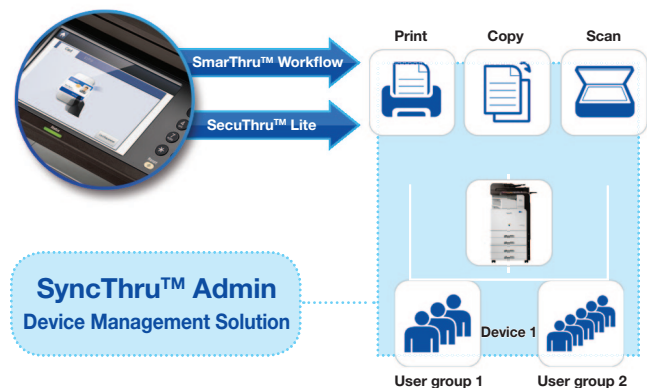 Print
Copy
Scan
SmarThru™ Workflow
SecuThru™ Lite
SyncThru™ Admin
Device Management Solution
Device 1
User group 1
User group 2